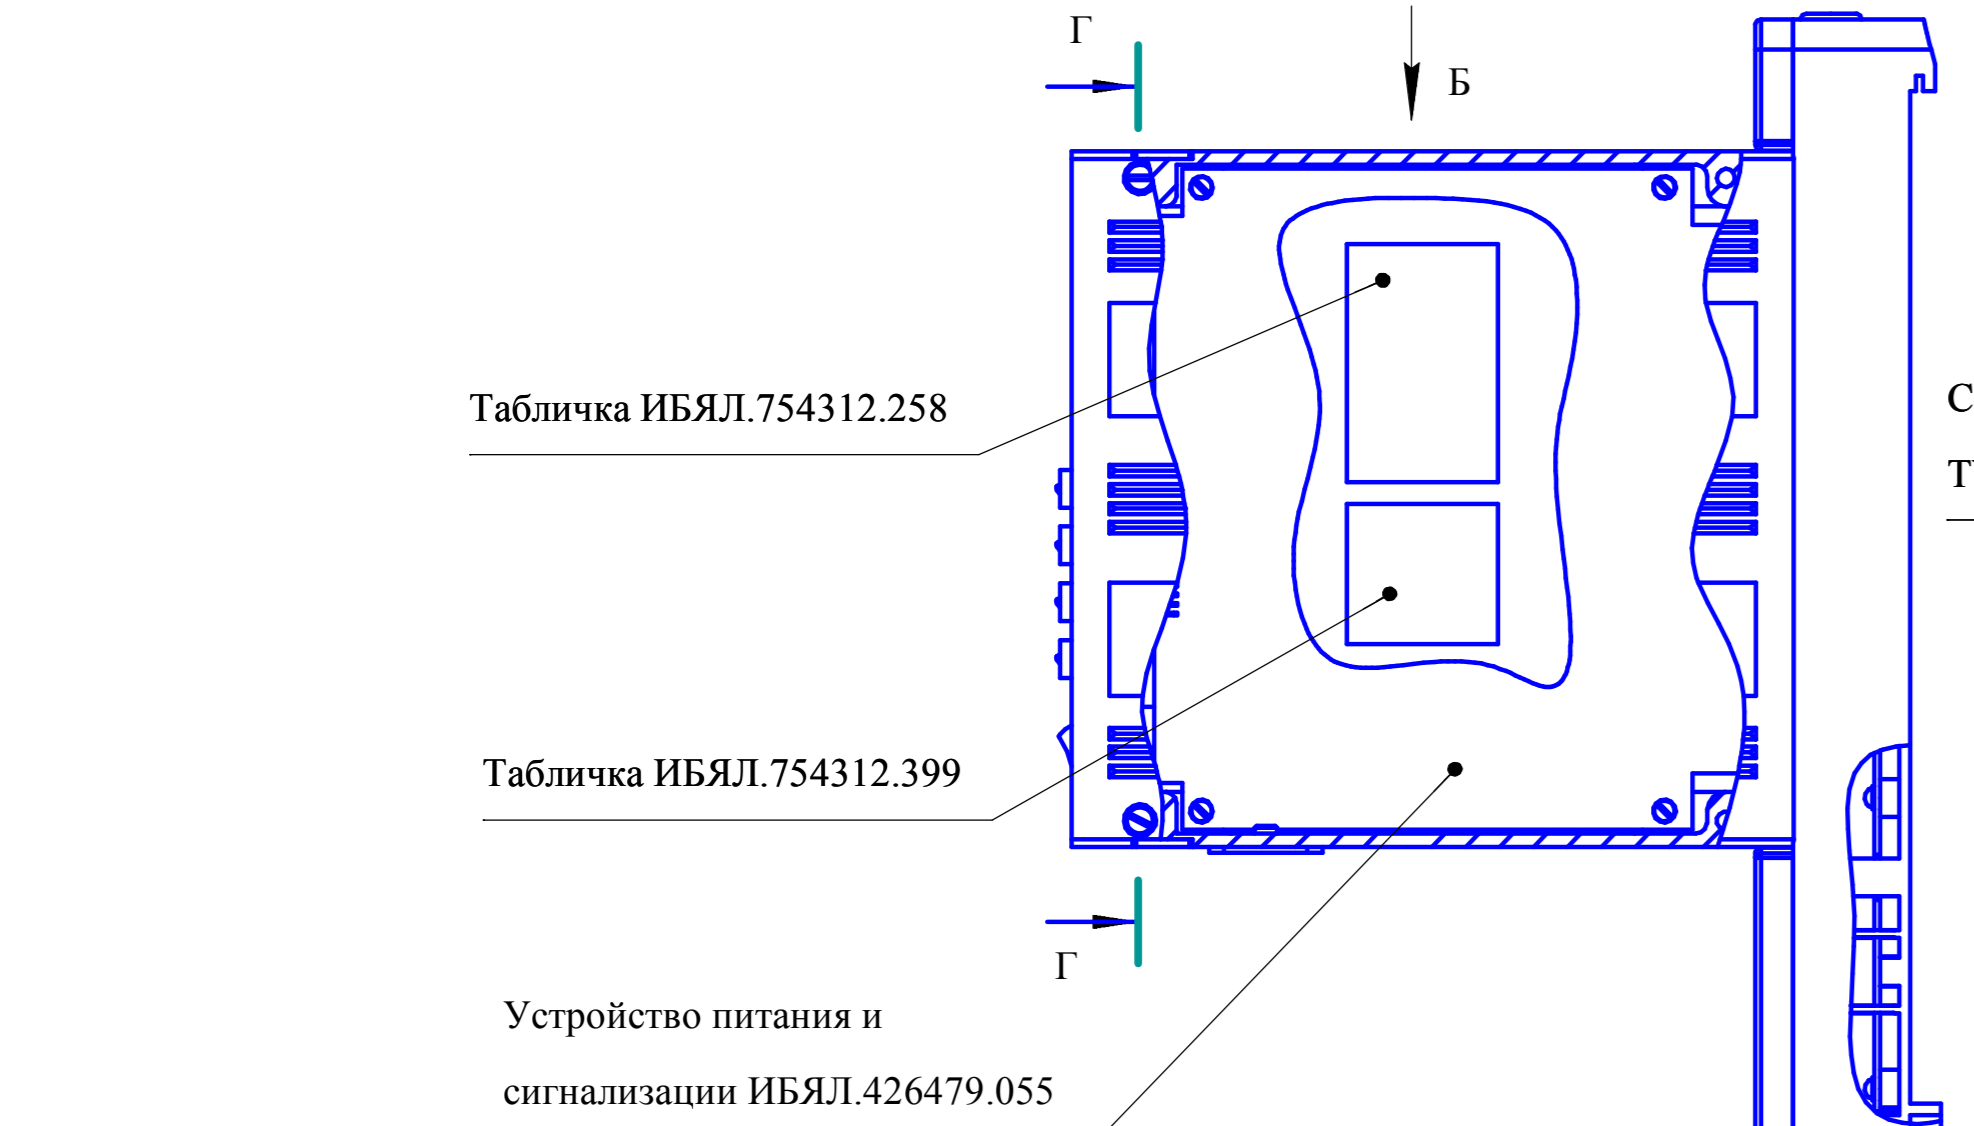 Г
Б
Табличка ИБЯЛ.754312.258
Табличка ИБЯЛ.754312.399
Г
Устройство питания и
сигнализации ИБЯЛ.426479.055